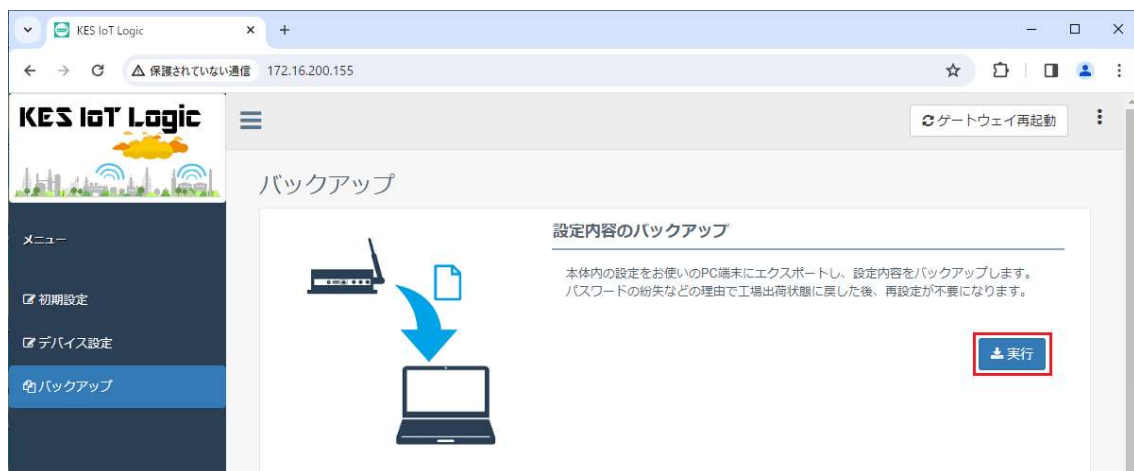 KES IoT Logic
保護されていない通信 172.16.200.155
KES IoT Logic
ゲートウェイ再起動
バックアップ
メニュー
初期設定
デバイス設定
バックアップ
設定内容のバックアップ
本体内の設定をお使いのPC端末にエクスポートし、設定内容をバックアップします。
パスワードの紛失などの理由で工場出荷状態に戻した後、再設定が不要になります。
実行